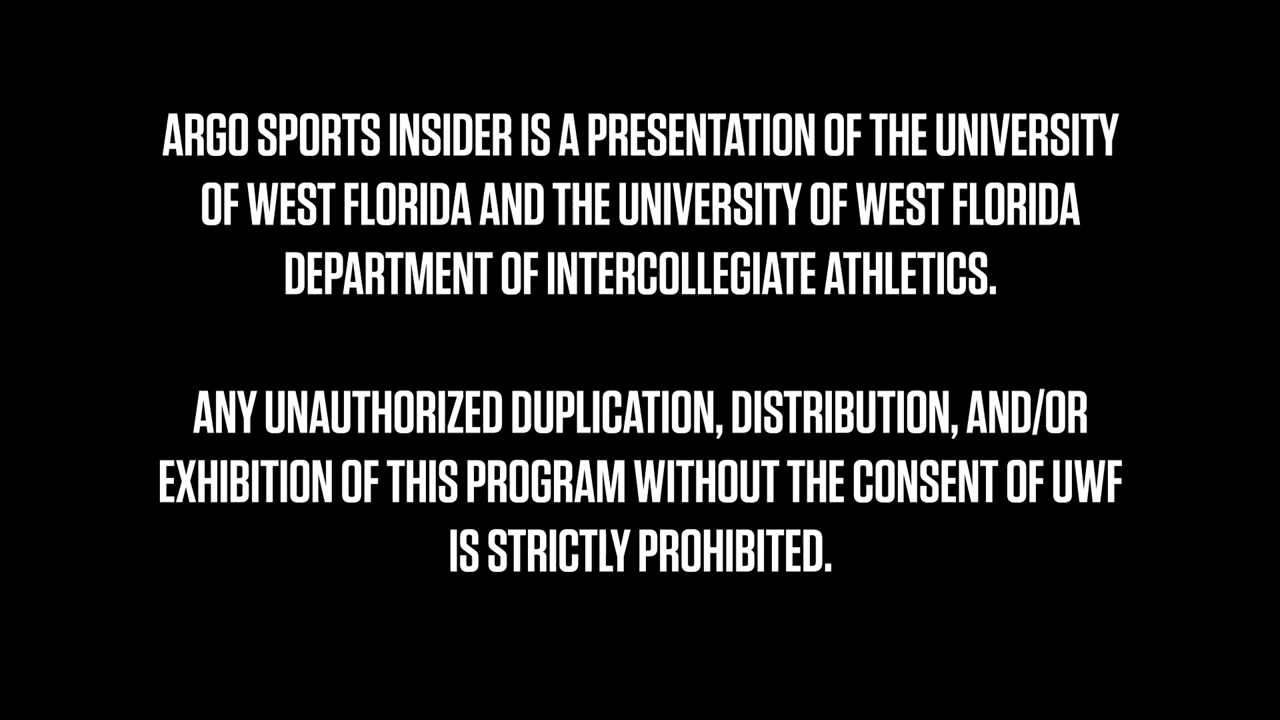 ARGO SPORTS INSIDER IS A PRESENTATION OF THE UNIVERSITY
OF WEST FLORIDA AND THE UNIVERSITY OF WEST FLORIDA
DEPARTMENT OF INTERCOLLEGIATE ATHLETICS.
ANY UNAUTHORIZED DUPLICATION, DISTRIBUTION, AND/OR
EXHIBITION OF THIS PROGRAM WITHOUT THE CONSENT OF UWF
IS STRICTLY PROHIBITED.